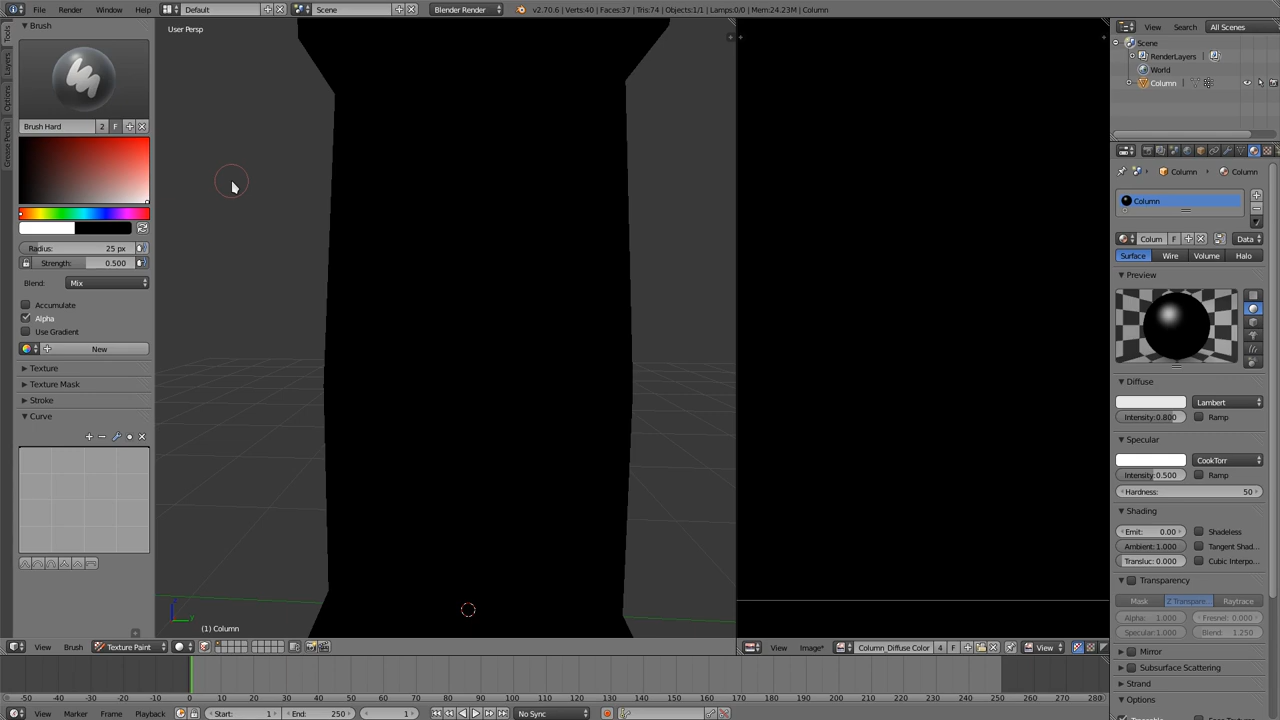 File Render Window Help Default Scene Blender Render v2.70.6 | Verts:40 | Faces:37 | Tris:74 | Objects:1/1 | Lamps:0/0 | Mem:24.23M | Column
Tools
Layers
Options
Grease Pencil
Brush
Brush Hard 2 F
Radius: 25 px
Strength: 0.500
Blend: Mix
Accumulate
Alpha
Use Gradient
New
Texture
Texture Mask
Stroke
Curve
User Persp
(1) Column
View Brush Texture Paint
View Image* Column_Diffuse Color 4 F View
View Search All Scenes
Scene
RenderLayers
World
Column
Column Column
Column
Colum F Data
Surface Wire Volume Halo
Preview
Diffuse
Lambert
Intensity:0.800 Ramp
Specular
CookTorr
Intensity:0.500 Ramp
Hardness: 50
Shading
Emit: 0.00 Shadeless
Ambient: 1.000 Tangent Shad...
Transluc: 0.000 Cubic Interpo...
Transparency
Mask Z Transpare... Raytrace
Alpha: 1.000 Fresnel: 0.000
Specular:1.000 Blend: 1.250
Mirror
Subsurface Scattering
Strand
Options
-50 -40 -30 -20 -10 0 10 20 30 40 50 60 70 80 90 100 110 120 130 140 150 160 170 180 190 200 210 220 230 240 250 260 270 280
View Marker Frame Playback Start: 1 End: 250 1 No Sync